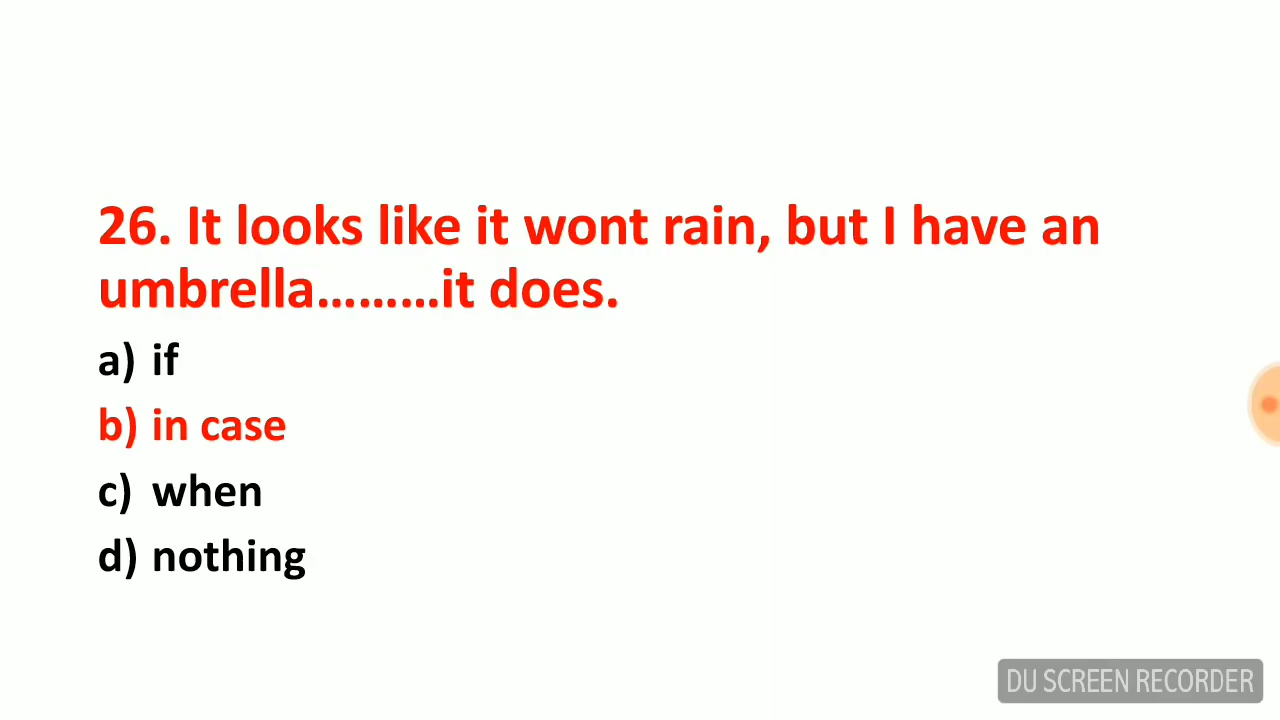 26. It looks like it wont rain, but I have an
umbrella.........it does.
a) if
b) in case
c) when
d) nothing
DU SCREEN RECORDER